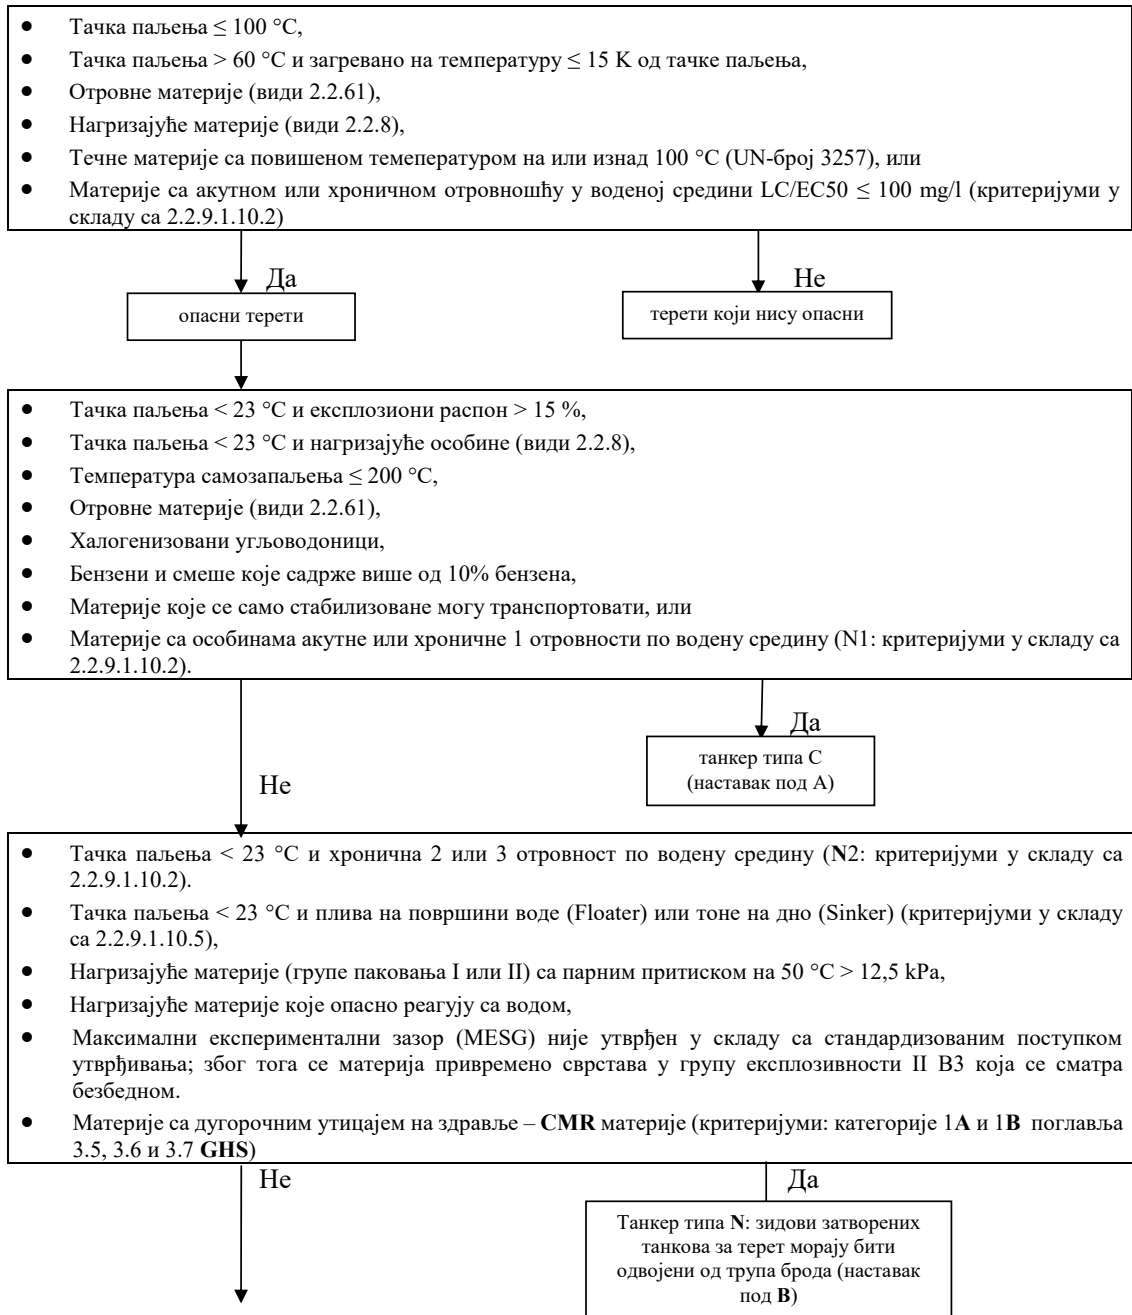 • Тачка паљења ≤ 100 °C,
• Тачка паљења > 60 °C и загревано на температуру ≤ 15 K од тачке паљења,
• Отровне материје (види 2.2.61),
• Нагризајуће материје (види 2.2.8),
• Течне материје са повишеном темепературом на или изнад 100 °C (UN-број 3257), или
• Материје са акутном или хроничном отровношћу у воденој средини LC/EC50 ≤ 100 mg/l (критеријуми у
складу са 2.2.9.1.10.2)
Да
Не
опасни терети
терети који нису опасни
• Тачка паљења < 23 °C и експлозиони распон > 15 %,
• Тачка паљења < 23 °C и нагризајуће особине (види 2.2.8),
• Температура самозапаљења ≤ 200 °C,
• Отровне материје (види 2.2.61),
• Халогенизовани угљоводоници,
• Бензени и смеше које садрже више од 10% бензена,
• Материје које се само стабилизоване могу транспортовати, или
• Материје са особинама акутне или хроничне 1 отровности по водену средину (N1: критеријуми у складу са
2.2.9.1.10.2).
Да
танкер типа C
(наставак под A)
Не
• Тачка паљења < 23 °C и хронична 2 или 3 отровност по водену средину (N2: критеријуми у складу са
2.2.9.1.10.2).
• Тачка паљења < 23 °C и плива на површини воде (Floater) или тоне на дно (Sinker) (критеријуми у складу
са 2.2.9.1.10.5),
• Нагризајуће материје (групе паковања I или II) са парним притиском на 50 °C > 12,5 kPa,
• Нагризајуће материје које опасно реагују са водом,
• Максимални експериментални зазор (MESG) није утврђен у складу са стандардизованим поступком
утврђивања; због тога се материја привремено сврстава у групу експлозивности II B3 која се сматра
безбедном.
• Материје са дугорочним утицајем на здравље – CMR материје (критеријуми: категорије 1A и 1B поглавља
3.5, 3.6 и 3.7 GHS)
Не
Да
Танкер типа N: зидови затворених
танкова за терет морају бити
одвојени од трупа брода (наставак
под B)